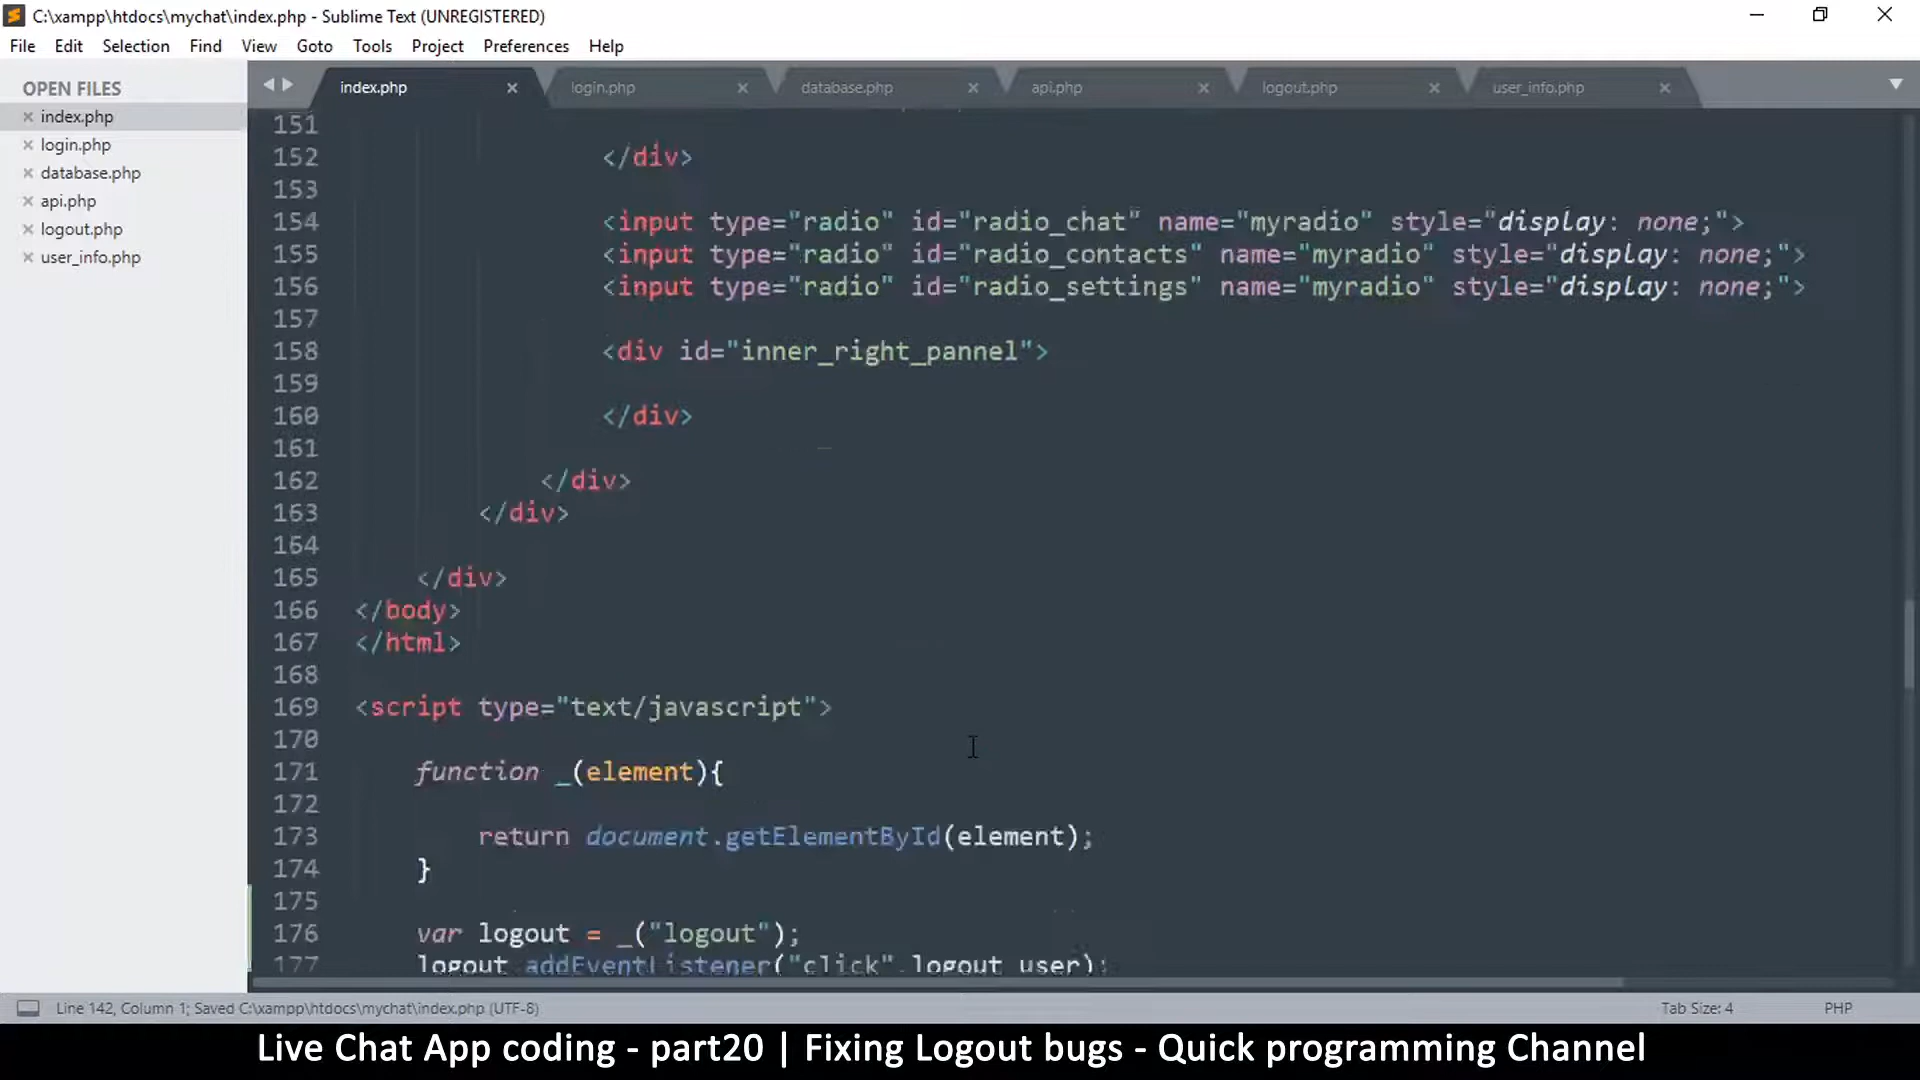 C:\xampp\htdocs\mychat\index.php - Sublime Text (UNREGISTERED)
File Edit Selection Find View Goto Tools Project Preferences Help
OPEN FILES
index.php
login.php
database.php
api.php
logout.php
user_info.php
index.php login.php database.php api.php logout.php user_info.php
151
152 </div>
153
154 <input type="radio" id="radio_chat" name="myradio" style="display: none;">
155 <input type="radio" id="radio_contacts" name="myradio" style="display: none;">
156 <input type="radio" id="radio_settings" name="myradio" style="display: none;">
157
158 <div id="inner_right_pannel">
159
160 </div>
161
162 </div>
163 </div>
164
165 </div>
166 </body>
167 </html>
168
169 <script type="text/javascript">
170
171 function _(element){
172
173 return document.getElementById(element);
174 }
175
176 var logout = _("logout");
177 logout.addEventListener("click",logout_user);
Line 142, Column 1; Saved C:\xampp\htdocs\mychat\index.php (UTF-8)
Tab Size: 4
PHP
Live Chat App coding - part20 | Fixing Logout bugs - Quick programming Channel